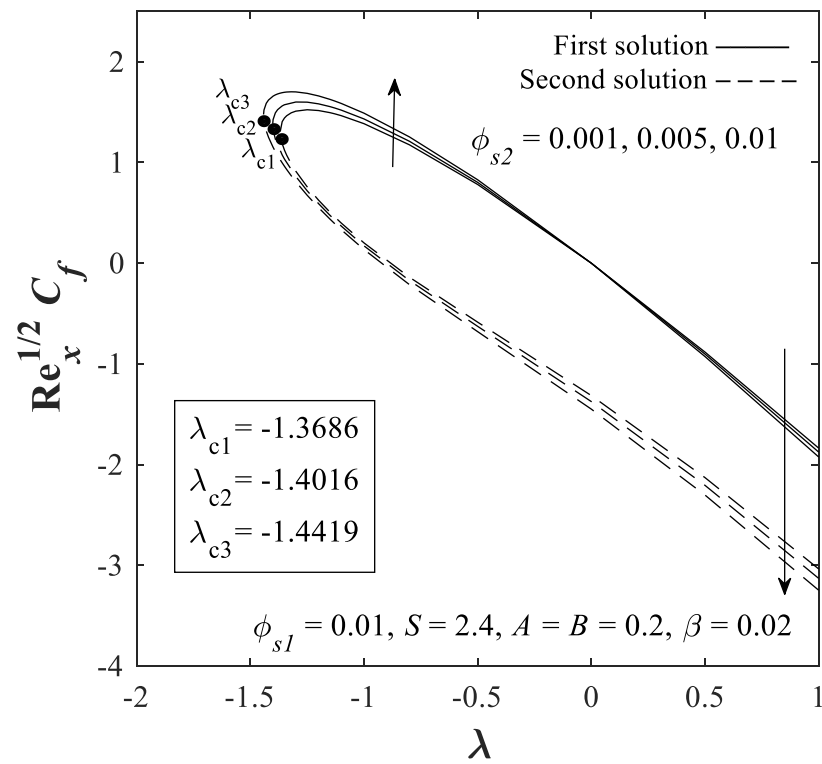 First solution
Second solution
λc3
λc2
λc1
ϕs2 = 0.001, 0.005, 0.01
2
1
0
-1
-2
-3
-4
Rex^1/2 Cf
λc1= -1.3686
λc2= -1.4016
λc3= -1.4419
ϕs1 = 0.01, S = 2.4, A = B = 0.2, β = 0.02
-2 -1.5 -1 -0.5 0 0.5 1
λ